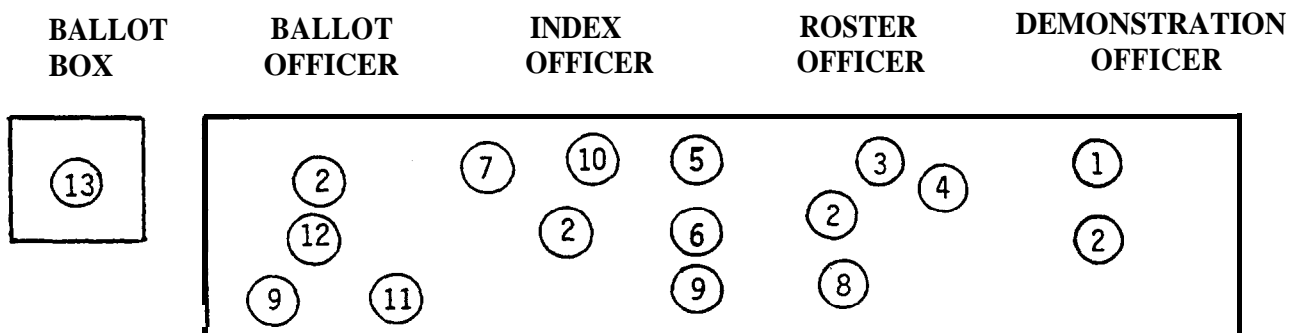 BALLOT BALLOT INDEX ROSTER DEMONSTRATION
BOX OFFICER OFFICER OFFICER OFFICER
7 10 5 3 1
13 2 4
2 6 2 2
12
9 11 9 8